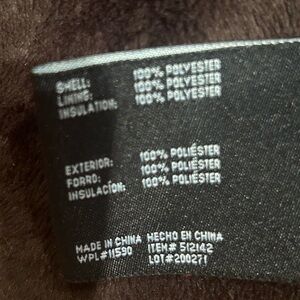 SHELL: 100% POLYESTER
LINING: 100% POLYESTER
INSULATION: 100% POLYESTER
EXTERIOR: 100% POLIÉSTER
FORRO: 100% POLIÉSTER
INSULACÍON: 100% POLIÉSTER
MADE IN CHINA HECHO EN CHINA
WPL#11590 ITEM# 512142
LOT#200271